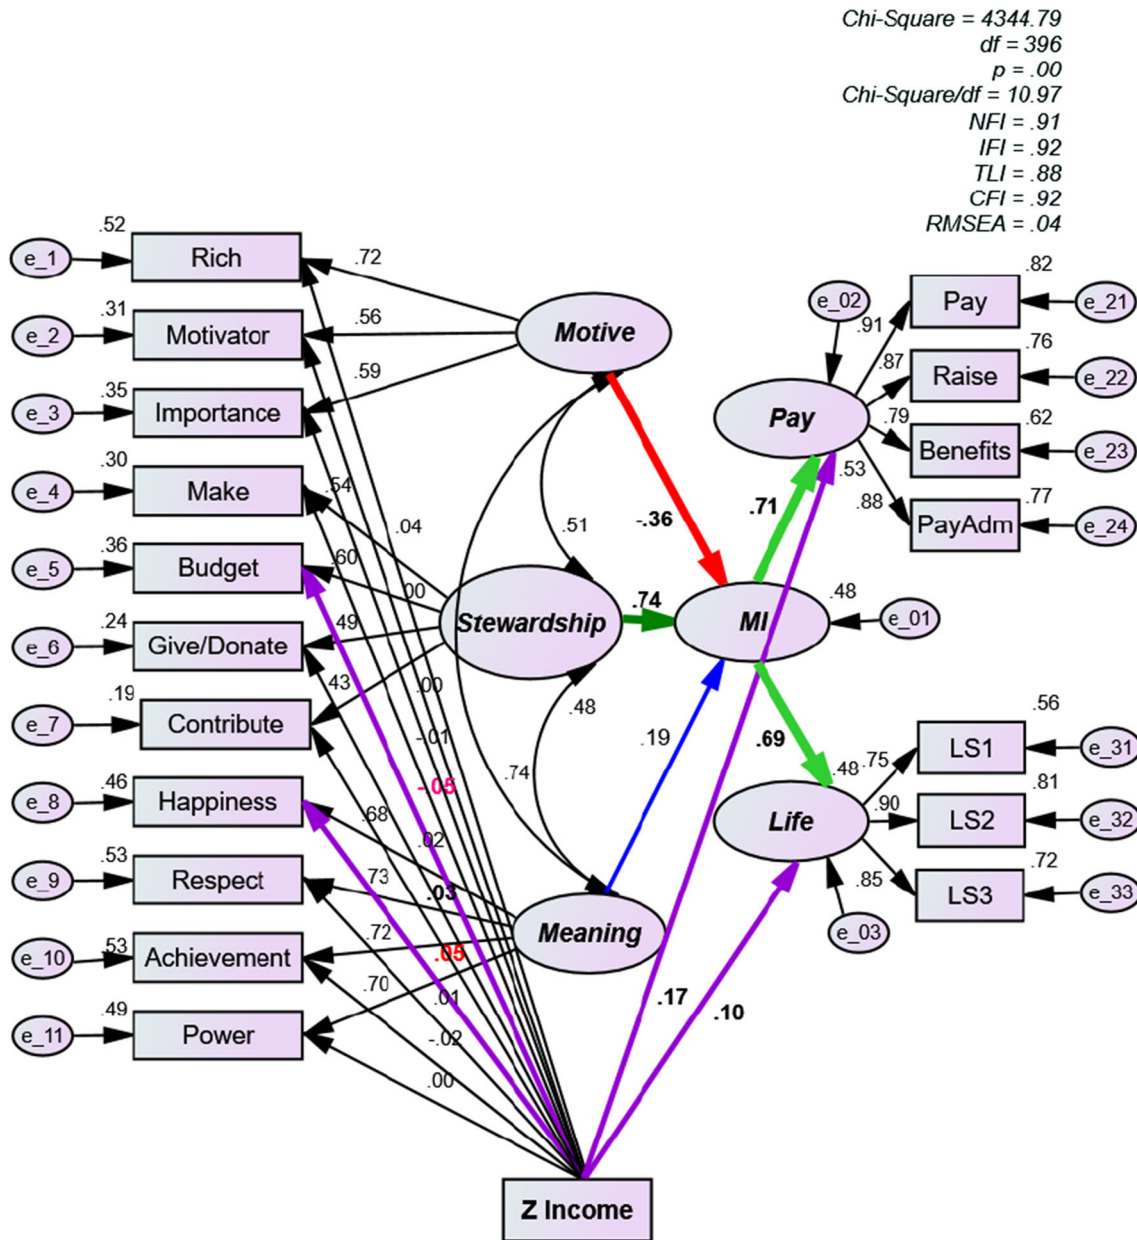 Chi-Square = 4344.79
df = 396
p = .00
Chi-Square/df = 10.97
NFI = .91
IFI = .92
TLI = .88
CFI = .92
RMSEA = .04
e_1 .52 Rich .72
e_2 .31 Motivator .56
e_3 .35 Importance .59
e_4 .30 Make .54
e_5 .36 Budget .60
e_6 .24 Give/Donate .49
e_7 .19 Contribute .43
e_8 .46 Happiness .68
e_9 .53 Respect .73
e_10 .53 Achievement .72
e_11 .49 Power .70
Motive
Stewardship
Meaning
.51
.48
.74
-.36
.74
.19
MI .48 e_01
.71
.69
e_02
Pay .53
.91 Pay .82 e_21
.87 Raise .76 e_22
.79 Benefits .62 e_23
.88 PayAdm .77 e_24
Life .48
e_03
.75 LS1 .56 e_31
.90 LS2 .81 e_32
.85 LS3 .72 e_33
.04
.00
.00
-.01
-.05
.02
.03
.05
.01
-.02
.00
.17
.10
Z Income